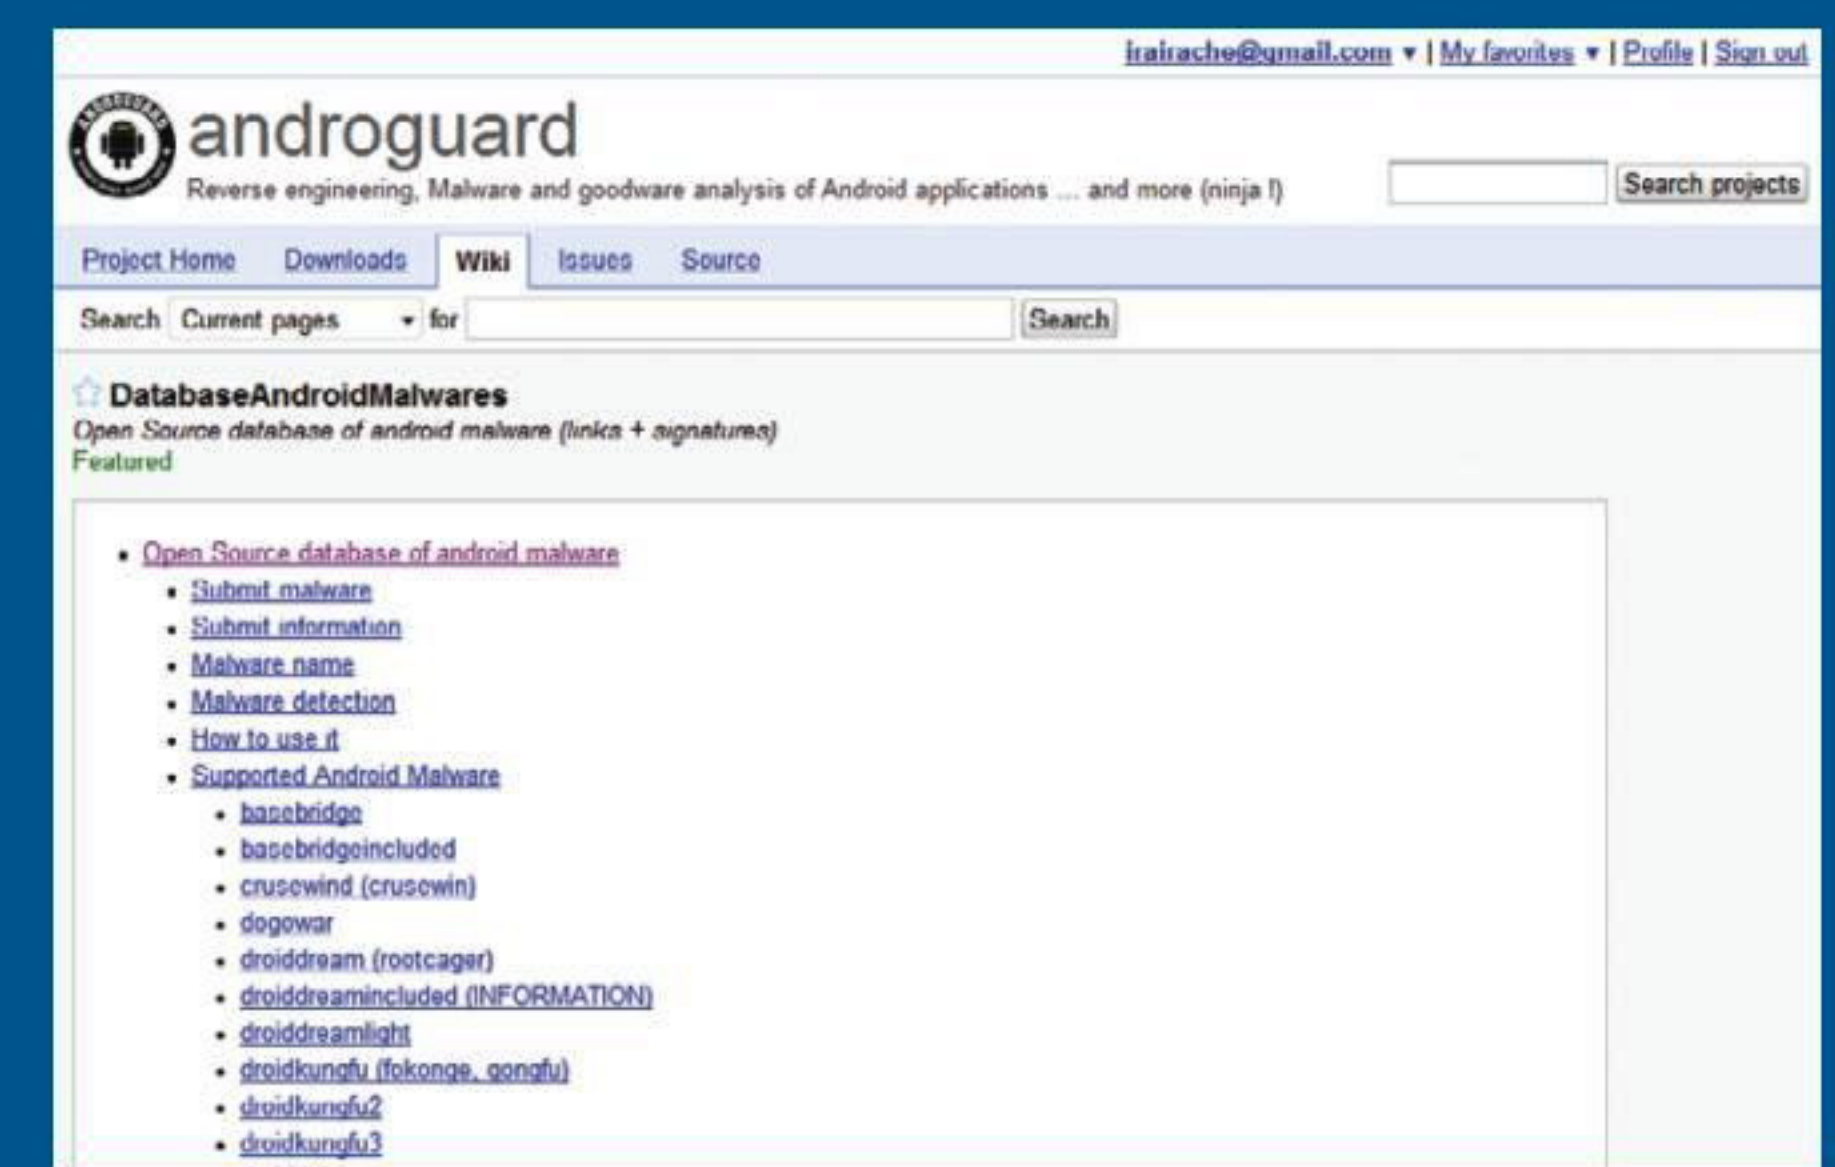 irairache@gmail.com ▼ | My favorites ▼ | Profile | Sign out
ANDROGUARD
androguard
Reverse engineering, Malware and goodware analysis of Android applications ... and more (ninja !)
Search projects
Project Home Downloads Wiki Issues Source
Search Current pages for Search
DatabaseAndroidMalwares
Open Source database of android malware (links + signatures)
Featured
• Open Source database of android malware
• Submit malware
• Submit information
• Malware name
• Malware detection
• How to use it
• Supported Android Malware
• basebridge
• basebridgeincluded
• crusewind (crusewin)
• dogowar
• droiddream (rootcager)
• droiddreamincluded (INFORMATION)
• droiddreamlight
• droidkungfu (fokonge, gongfu)
• droidkungfu2
• droidkungfu3